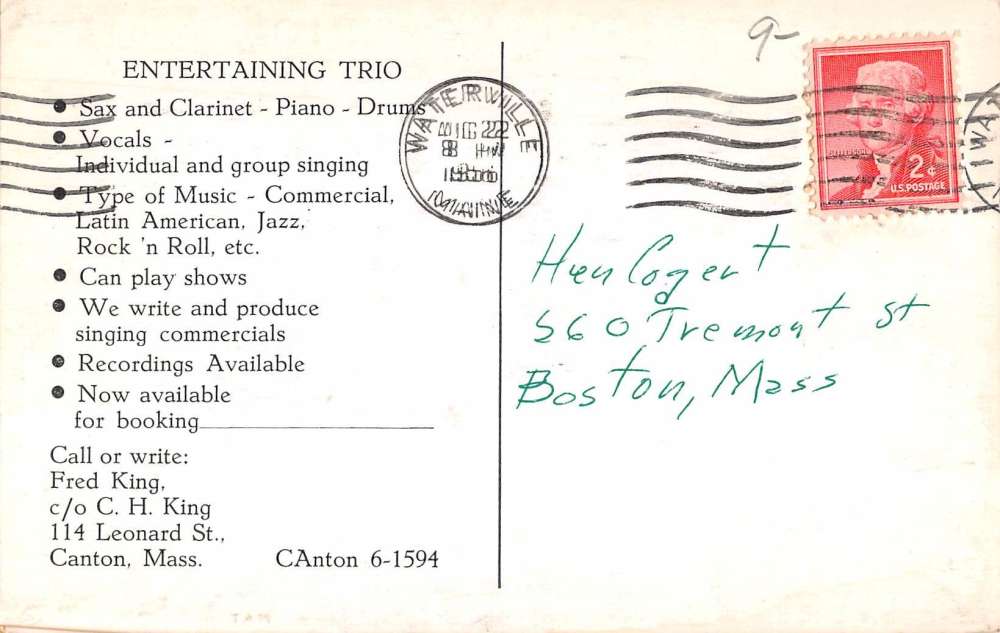 ENTERTAINING TRIO
● Sax and Clarinet - Piano - Drums
● Vocals -
Individual and group singing
● Type of Music - Commercial,
Latin American, Jazz,
Rock 'n Roll, etc.
● Can play shows
● We write and produce
singing commercials
● Recordings Available
● Now available
for booking
Call or write:
Fred King,
c/o C. H. King
114 Leonard St.,
Canton, Mass. CAnton 6-1594
WATERVILLE
9-
JEFFERSON
2¢
U.S. POSTAGE
560 Tremont St
Boston, Mass